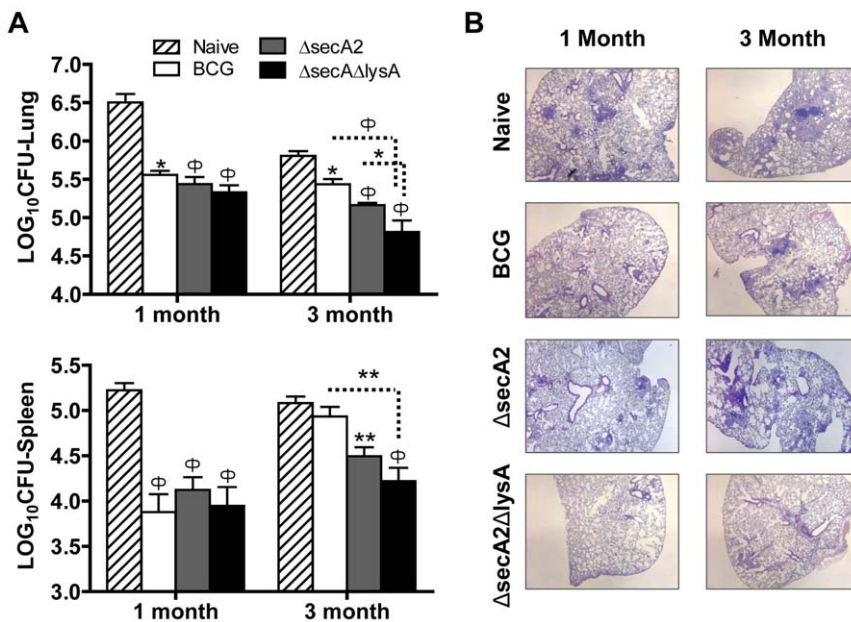 A
Naive
BCG
ΔsecA2
ΔsecAΔlysA
LOG10CFU-Lung
7.0
6.5
6.0
5.5
5.0
4.5
4.0
*
Φ
Φ
*
Φ
Φ
Φ
*
1 month
3 month
LOG10CFU-Spleen
5.5
5.0
4.5
4.0
3.5
3.0
Φ
Φ
Φ
**
Φ
**
1 month
3 month
B
1 Month
3 Month
Naive
BCG
ΔsecA2
ΔsecA2ΔlysA